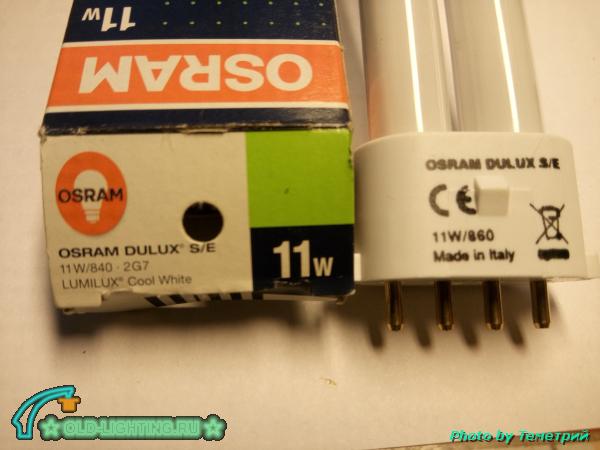 11W
OSRAM
OSRAM
OSRAM DULUX® S/E
11W/840 · 2G7
LUMILUX® Cool White
11W
OSRAM DULUX S/E
CE
11W/860
Made in Italy
OLD-LIGHTING.RU
Photo by Тететрий